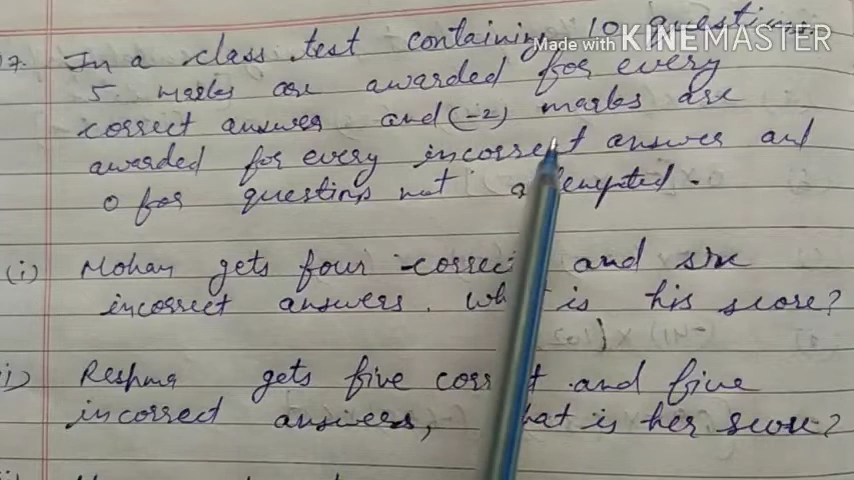 7. In a class test containing 10 questions
Made with KINEMASTER
5 marks are awarded for every
correct answer and (-2) marks are
awarded for every incorrect answer and
0 for questions not attempted.
(i) Mohan gets four correct and six
incorrect answers. What is his score?
i) Reshma gets five correct and five
incorrect answers, what is her score?